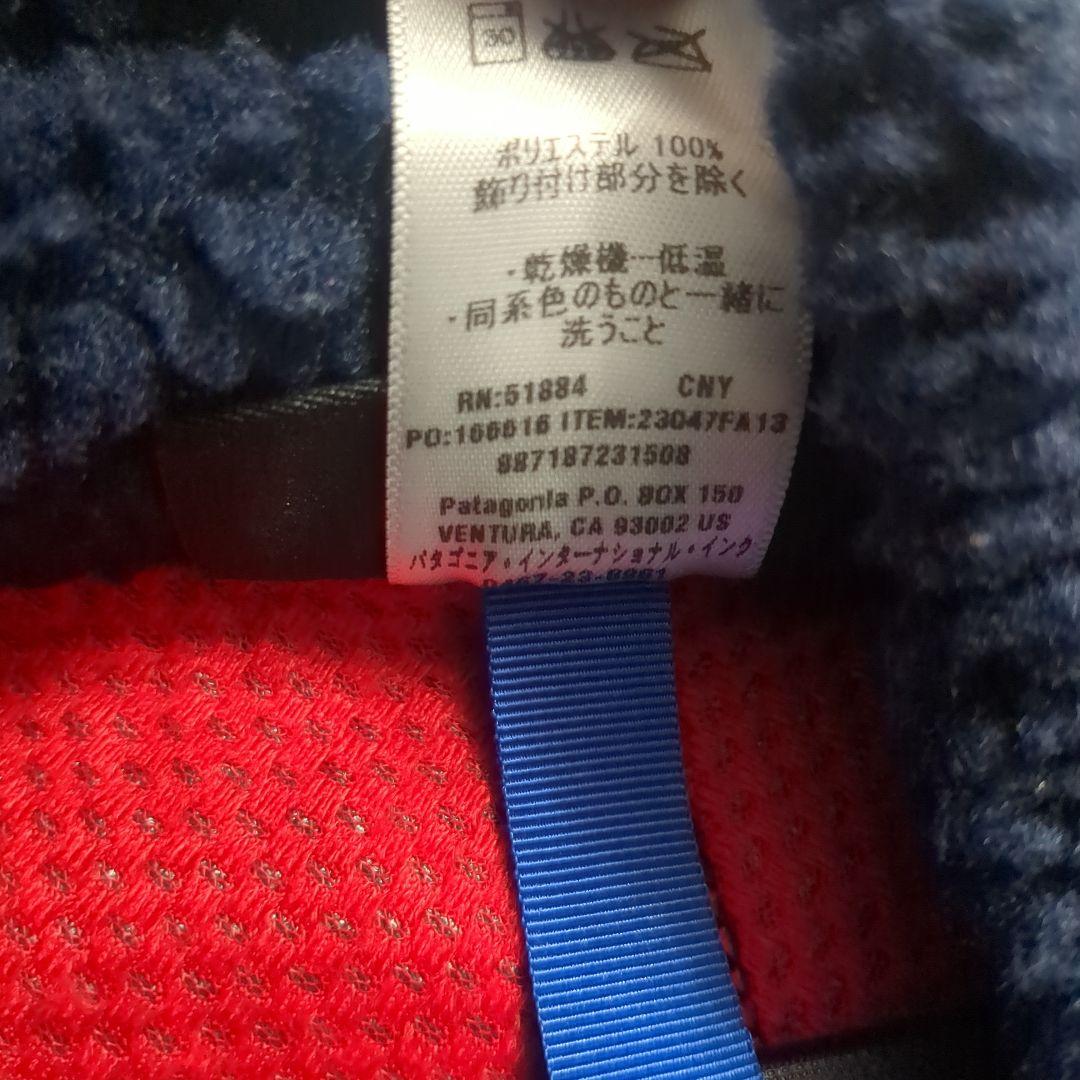 30
ポリエステル 100%
飾り付け部分を除く
・乾燥機…低温
・同系色のものと一緒に
洗うこと
RN:51884 CNY
PO:166616 ITEM:23047FA13
887187231508
Patagonia P.O. BOX 150
VENTURA, CA 93002 US
パタゴニア・インターナショナル・インク